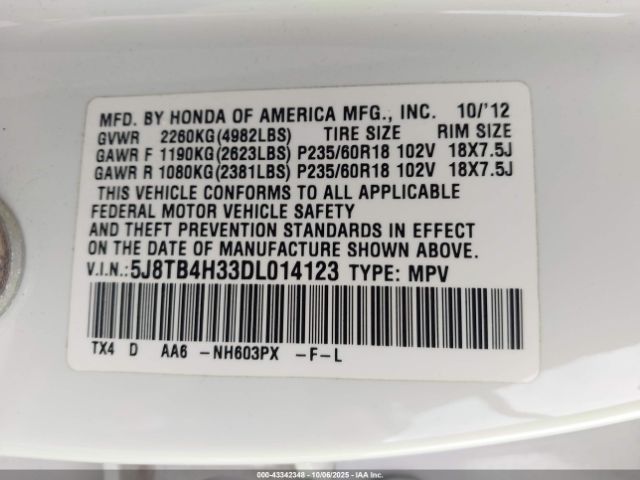 MFD. BY HONDA OF AMERICA MFG., INC. 10/'12
GVWR 2260KG(4982LBS) TIRE SIZE RIM SIZE
GAWR F 1190KG(2623LBS) P235/60R18 102V 18X7.5J
GAWR R 1080KG(2381LBS) P235/60R18 102V 18X7.5J
THIS VEHICLE CONFORMS TO ALL APPLICABLE
FEDERAL MOTOR VEHICLE SAFETY
AND THEFT PREVENTION STANDARDS IN EFFECT
ON THE DATE OF MANUFACTURE SHOWN ABOVE.
V.I.N.:5J8TB4H33DL014123 TYPE: MPV
TX4 D AA6 -NH603PX -F-L
000-43342348 - 10/06/2025 - IAA Inc.